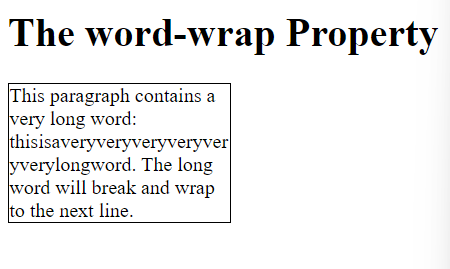 The word-wrap Property
This paragraph contains a
very long word:
thisisaveryveryveryveryver
yverylongword. The long
word will break and wrap
to the next line.